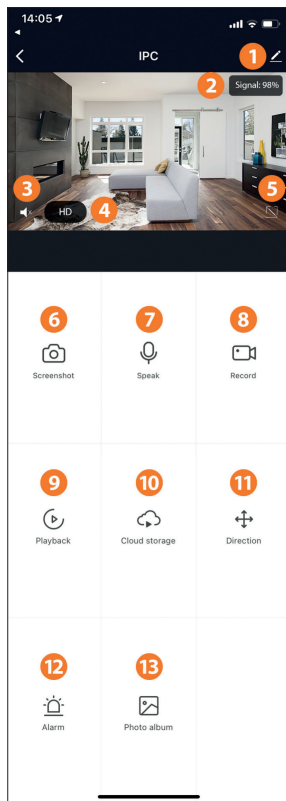 14:05
IPC
1
2
Signal: 98%
3
HD
4
5
6
7
8
Screenshot
Speak
Record
9
10
11
Playback
Cloud storage
Direction
12
13
Alarm
Photo album